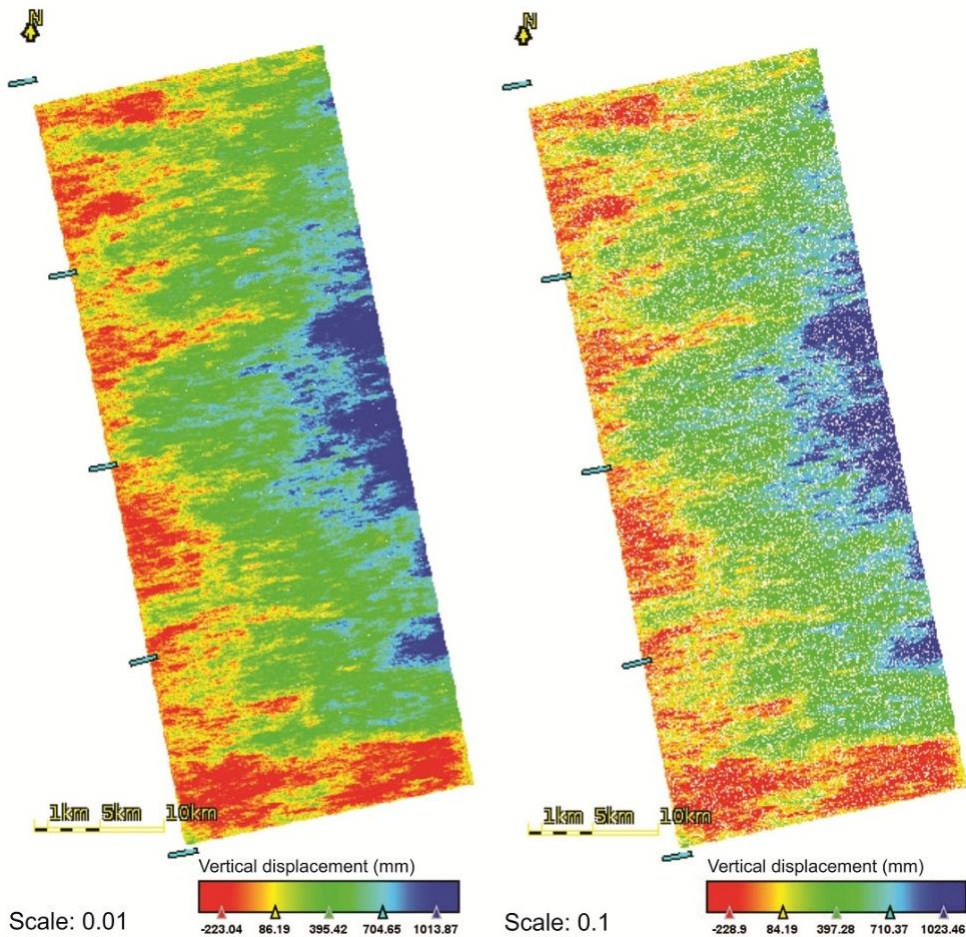 N
N
1km 5km 10km
1km 5km 10km
Vertical displacement (mm)
Vertical displacement (mm)
-223.04 86.19 395.42 704.65 1013.87
-228.9 84.19 397.28 710.37 1023.46
Scale: 0.01
Scale: 0.1